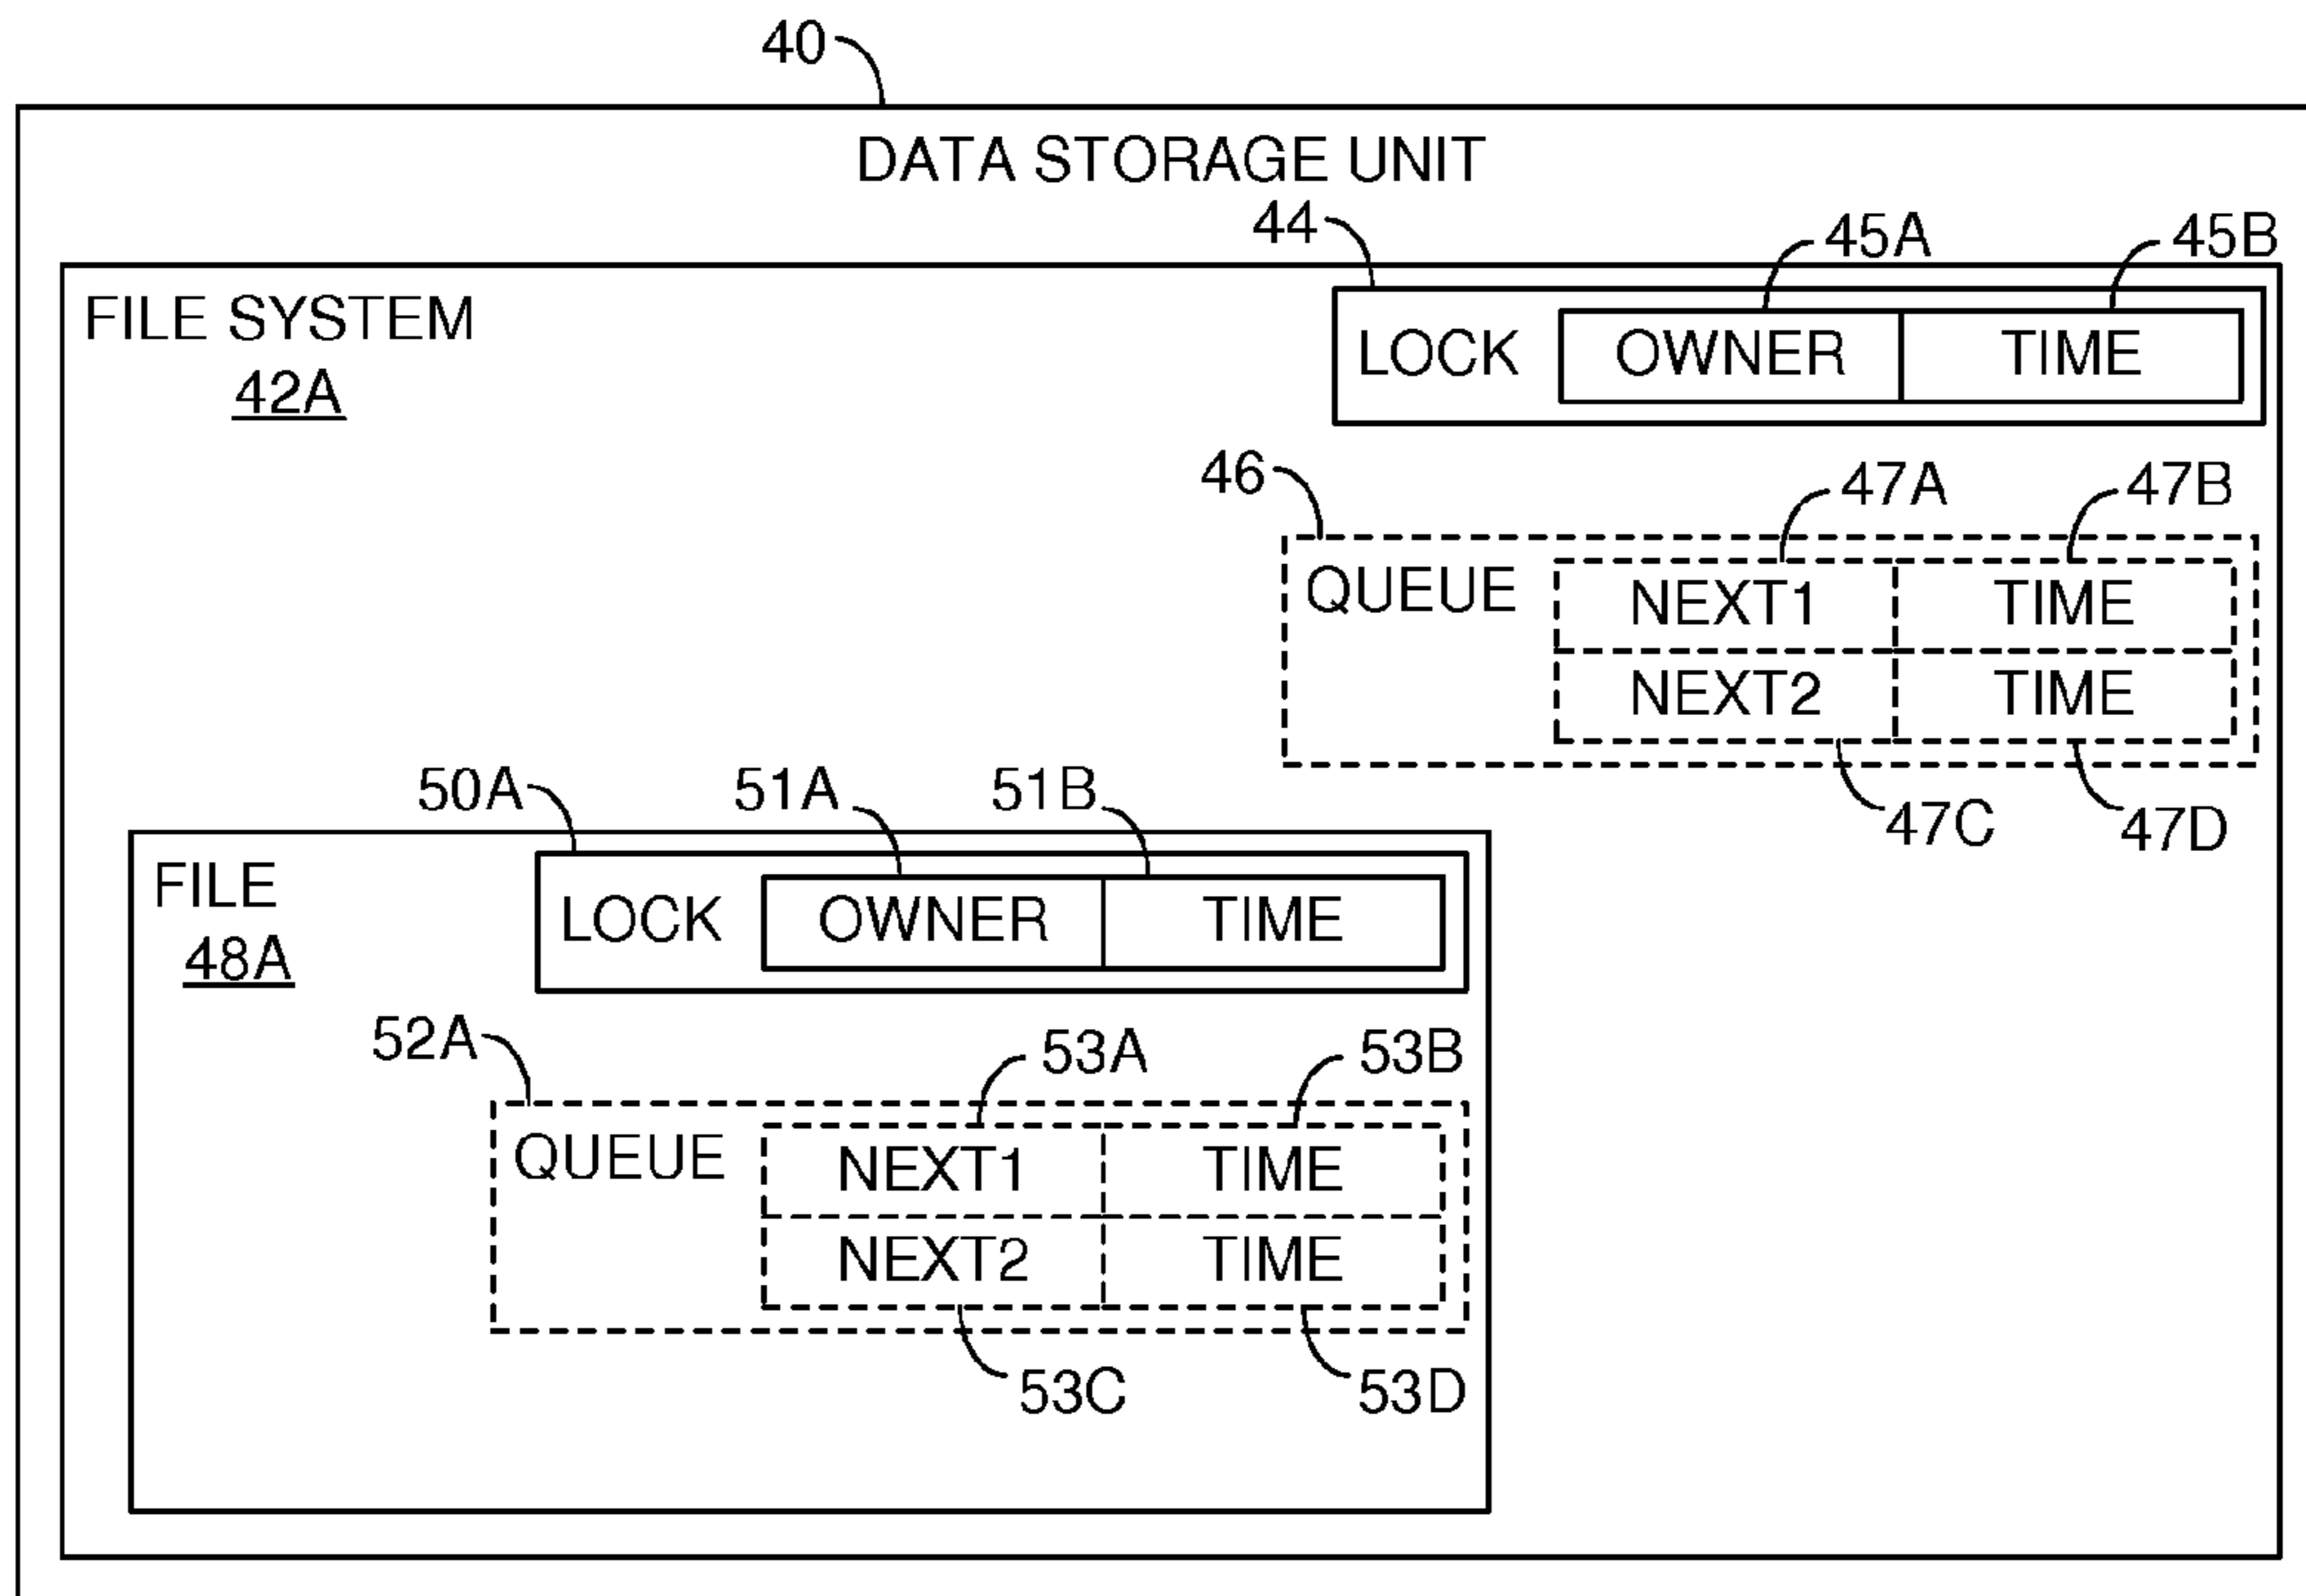 40
DATA STORAGE UNIT
44 45A 45B
FILE SYSTEM
42A
LOCK OWNER TIME
46 47A 47B
QUEUE NEXT1 TIME
NEXT2 TIME
47C 47D
50A 51A 51B
FILE
48A
LOCK OWNER TIME
52A 53A 53B
QUEUE NEXT1 TIME
NEXT2 TIME
53C 53D